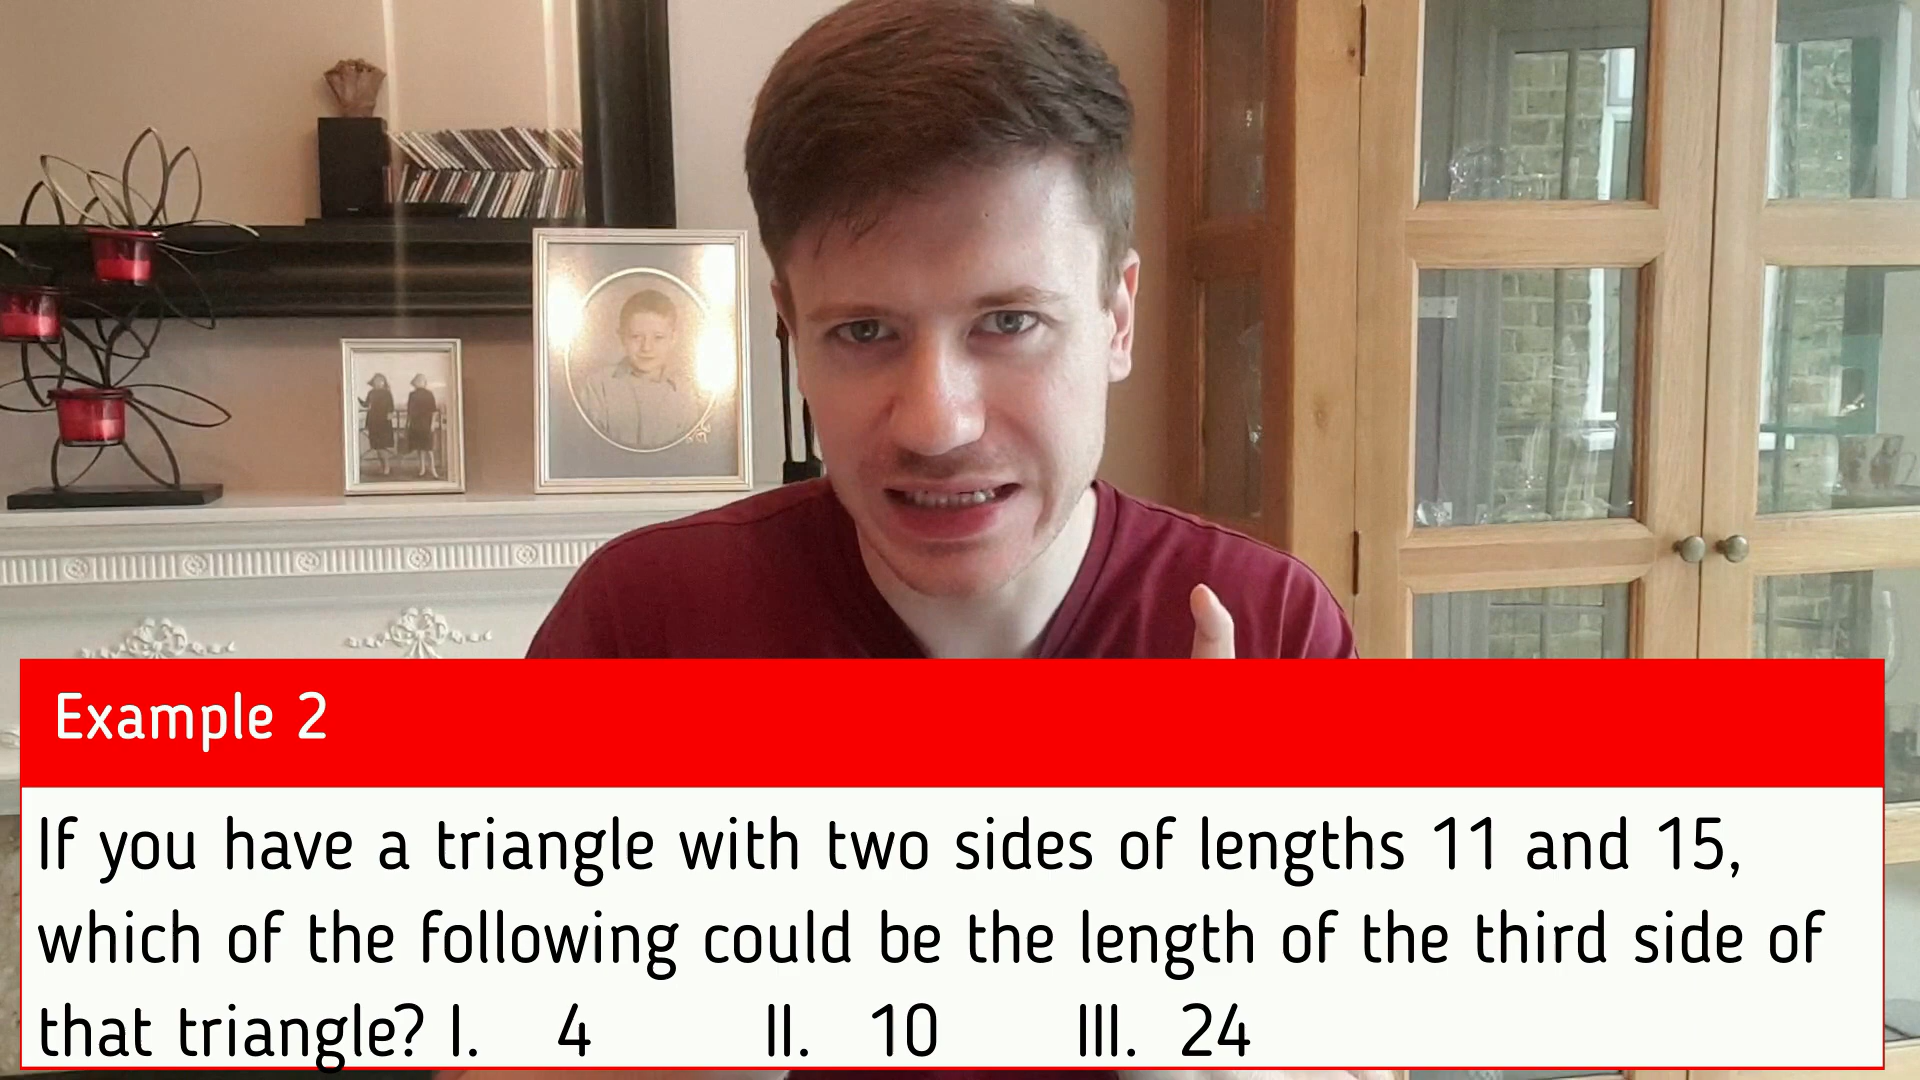 Example 2
If you have a triangle with two sides of lengths 11 and 15,
which of the following could be the length of the third side of
that triangle? I. 4 II. 10 III. 24